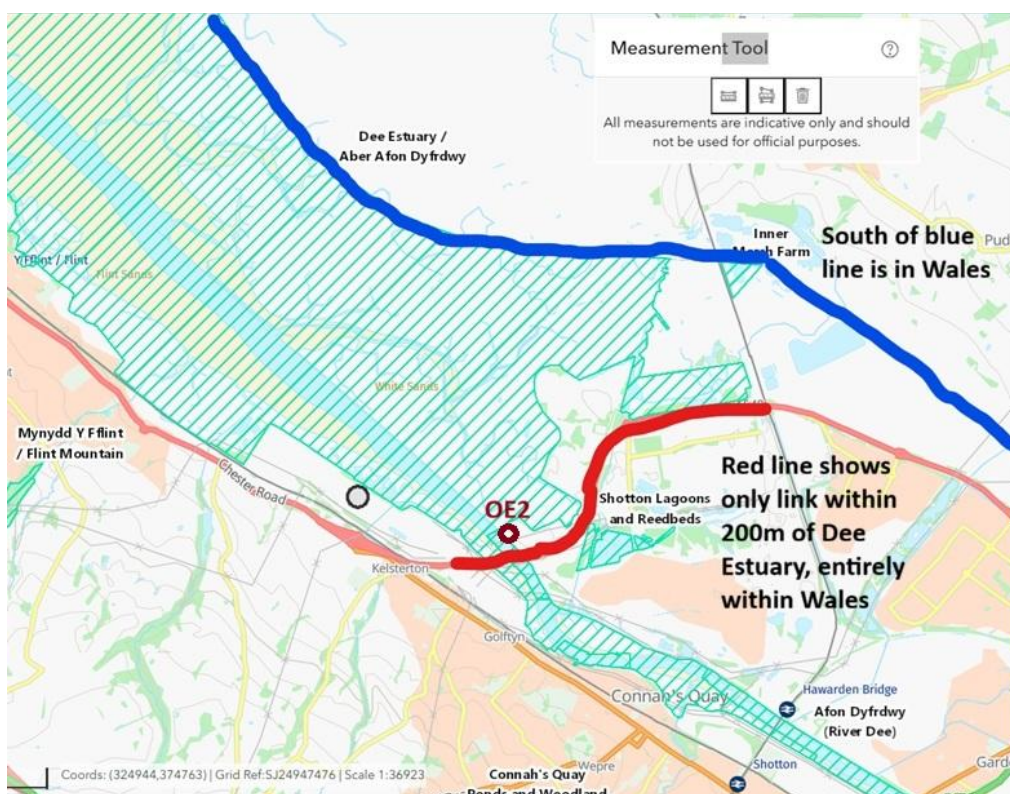 Measurement Tool
All measurements are indicative only and should
not be used for official purposes.
Dee Estuary /
Aber Afon Dyfrdwy
Inner
Marsh Farm
South of blue
line is in Wales
Y Fflint / Flint
Flint Sands
White Sands
Mynydd Y Fflint
/ Flint Mountain
Chester Road
OE2
Shotton Lagoons
and Reedbeds
Red line shows
only link within
200m of Dee
Estuary, entirely
within Wales
Kelsterton
Golftyn
Connah's Quay
Hawarden Bridge
Afon Dyfrdwy
(River Dee)
Wepre
Shotton
Coords: (324944,374763) | Grid Ref:SJ24947476 | Scale 1:36923
Connah's Quay
Ponds and Woodland